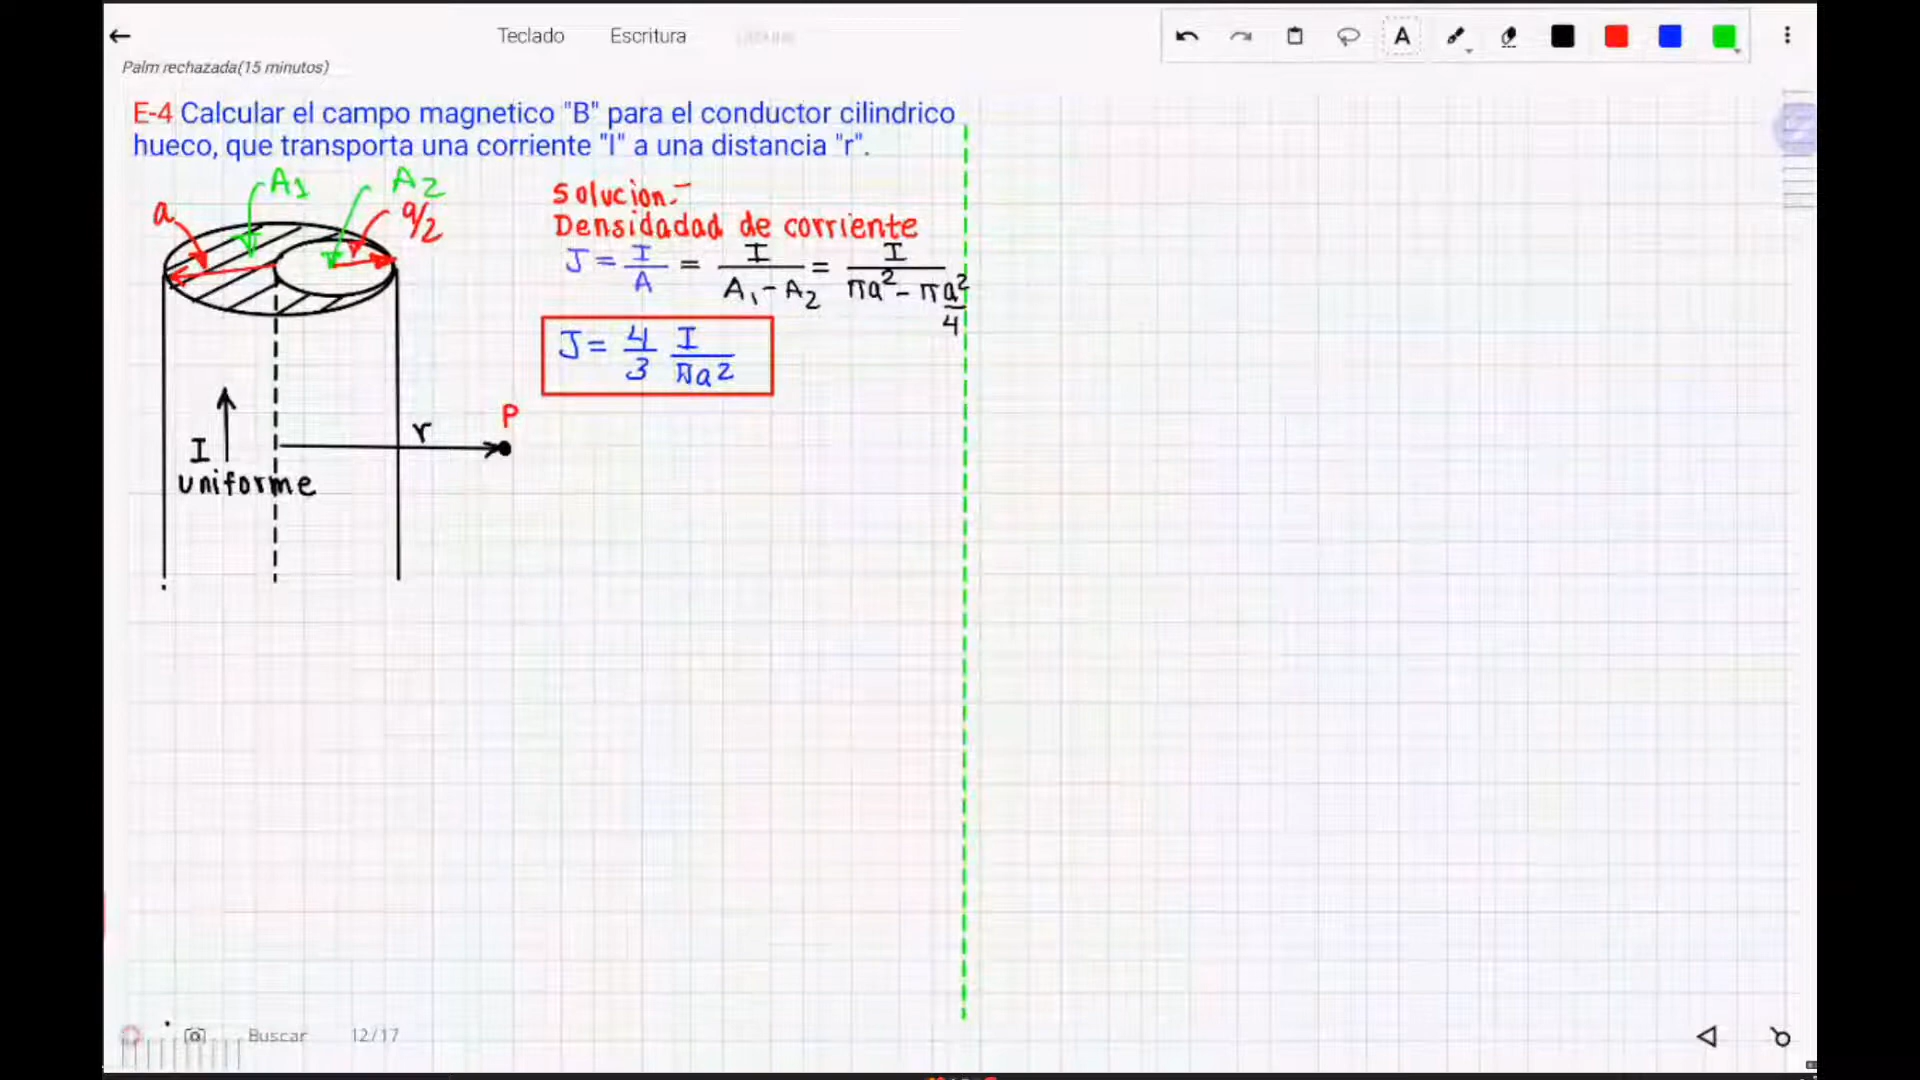 Teclado Escritura
A
Palm rechazada(15 minutos)
E-4 Calcular el campo magnetico "B" para el conductor cilindrico
hueco, que transporta una corriente "I" a una distancia "r".
A1 A2
a a/2
Solucion.-
Densidadad de corriente
J = I/A = I/(A1 - A2) = I/(πa² - πa²/4)
J = 4/3 I/πa²
P
r
I
uniforme
Buscar 12/17